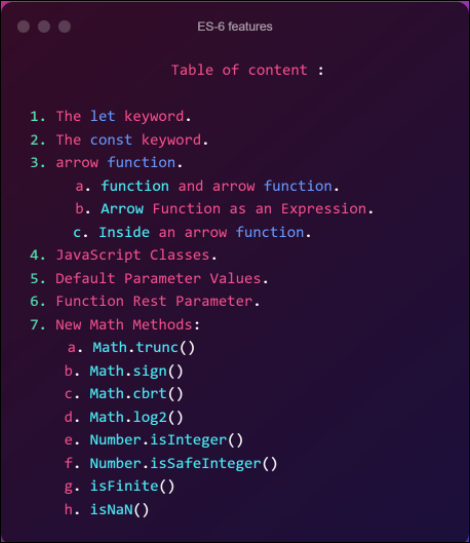 ES-6 features
Table of content :
1. The let keyword.
2. The const keyword.
3. arrow function.
a. function and arrow function.
b. Arrow Function as an Expression.
c. Inside an arrow function.
4. JavaScript Classes.
5. Default Parameter Values.
6. Function Rest Parameter.
7. New Math Methods:
a. Math.trunc()
b. Math.sign()
c. Math.cbrt()
d. Math.log2()
e. Number.isInteger()
f. Number.isSafeInteger()
g. isFinite()
h. isNaN()